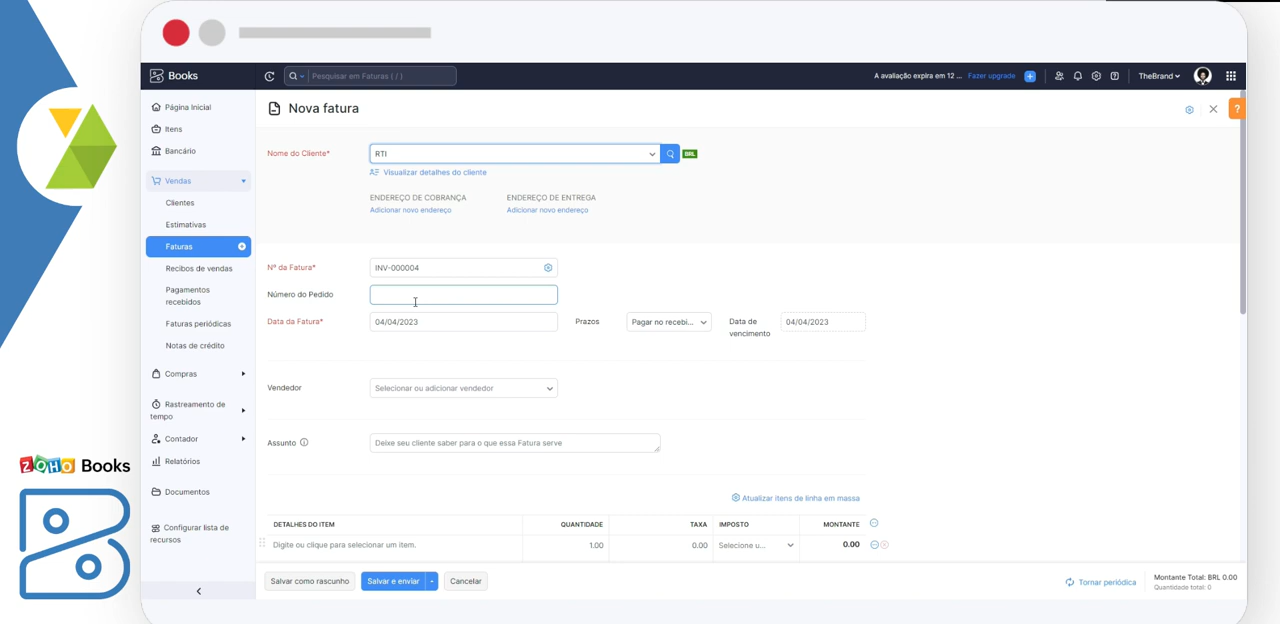 Books
Pesquisar em Faturas ( / )
A avaliação expira em 12 ... Fazer upgrade
TheBrand
Página Inicial
Itens
Bancário
Vendas
Clientes
Estimativas
Faturas
Recibos de vendas
Pagamentos
recebidos
Faturas periódicas
Notas de crédito
Compras
Rastreamento de
tempo
Contador
Relatórios
Documentos
Configurar lista de
recursos
Nova fatura
?
Nome do Cliente*
RTI
BRL
Visualizar detalhes do cliente
ENDEREÇO DE COBRANÇA
ENDEREÇO DE ENTREGA
Adicionar novo endereço
Adicionar novo endereço
Nº da Fatura*
INV-000004
Número do Pedido
Data da Fatura*
04/04/2023
Prazos
Pagar no recebi...
Data de
vencimento
04/04/2023
Vendedor
Selecionar ou adicionar vendedor
Assunto
Deixe seu cliente saber para o que essa Fatura serve
Atualizar itens de linha em massa
DETALHES DO ITEM
QUANTIDADE
TAXA
IMPOSTO
MONTANTE
Digite ou clique para selecionar um item.
1.00
0.00
Selecione u...
0.00
Salvar como rascunho
Salvar e enviar
Cancelar
Tornar periódica
Montante Total: BRL 0.00
Quantidade total: 0
ZOHO Books